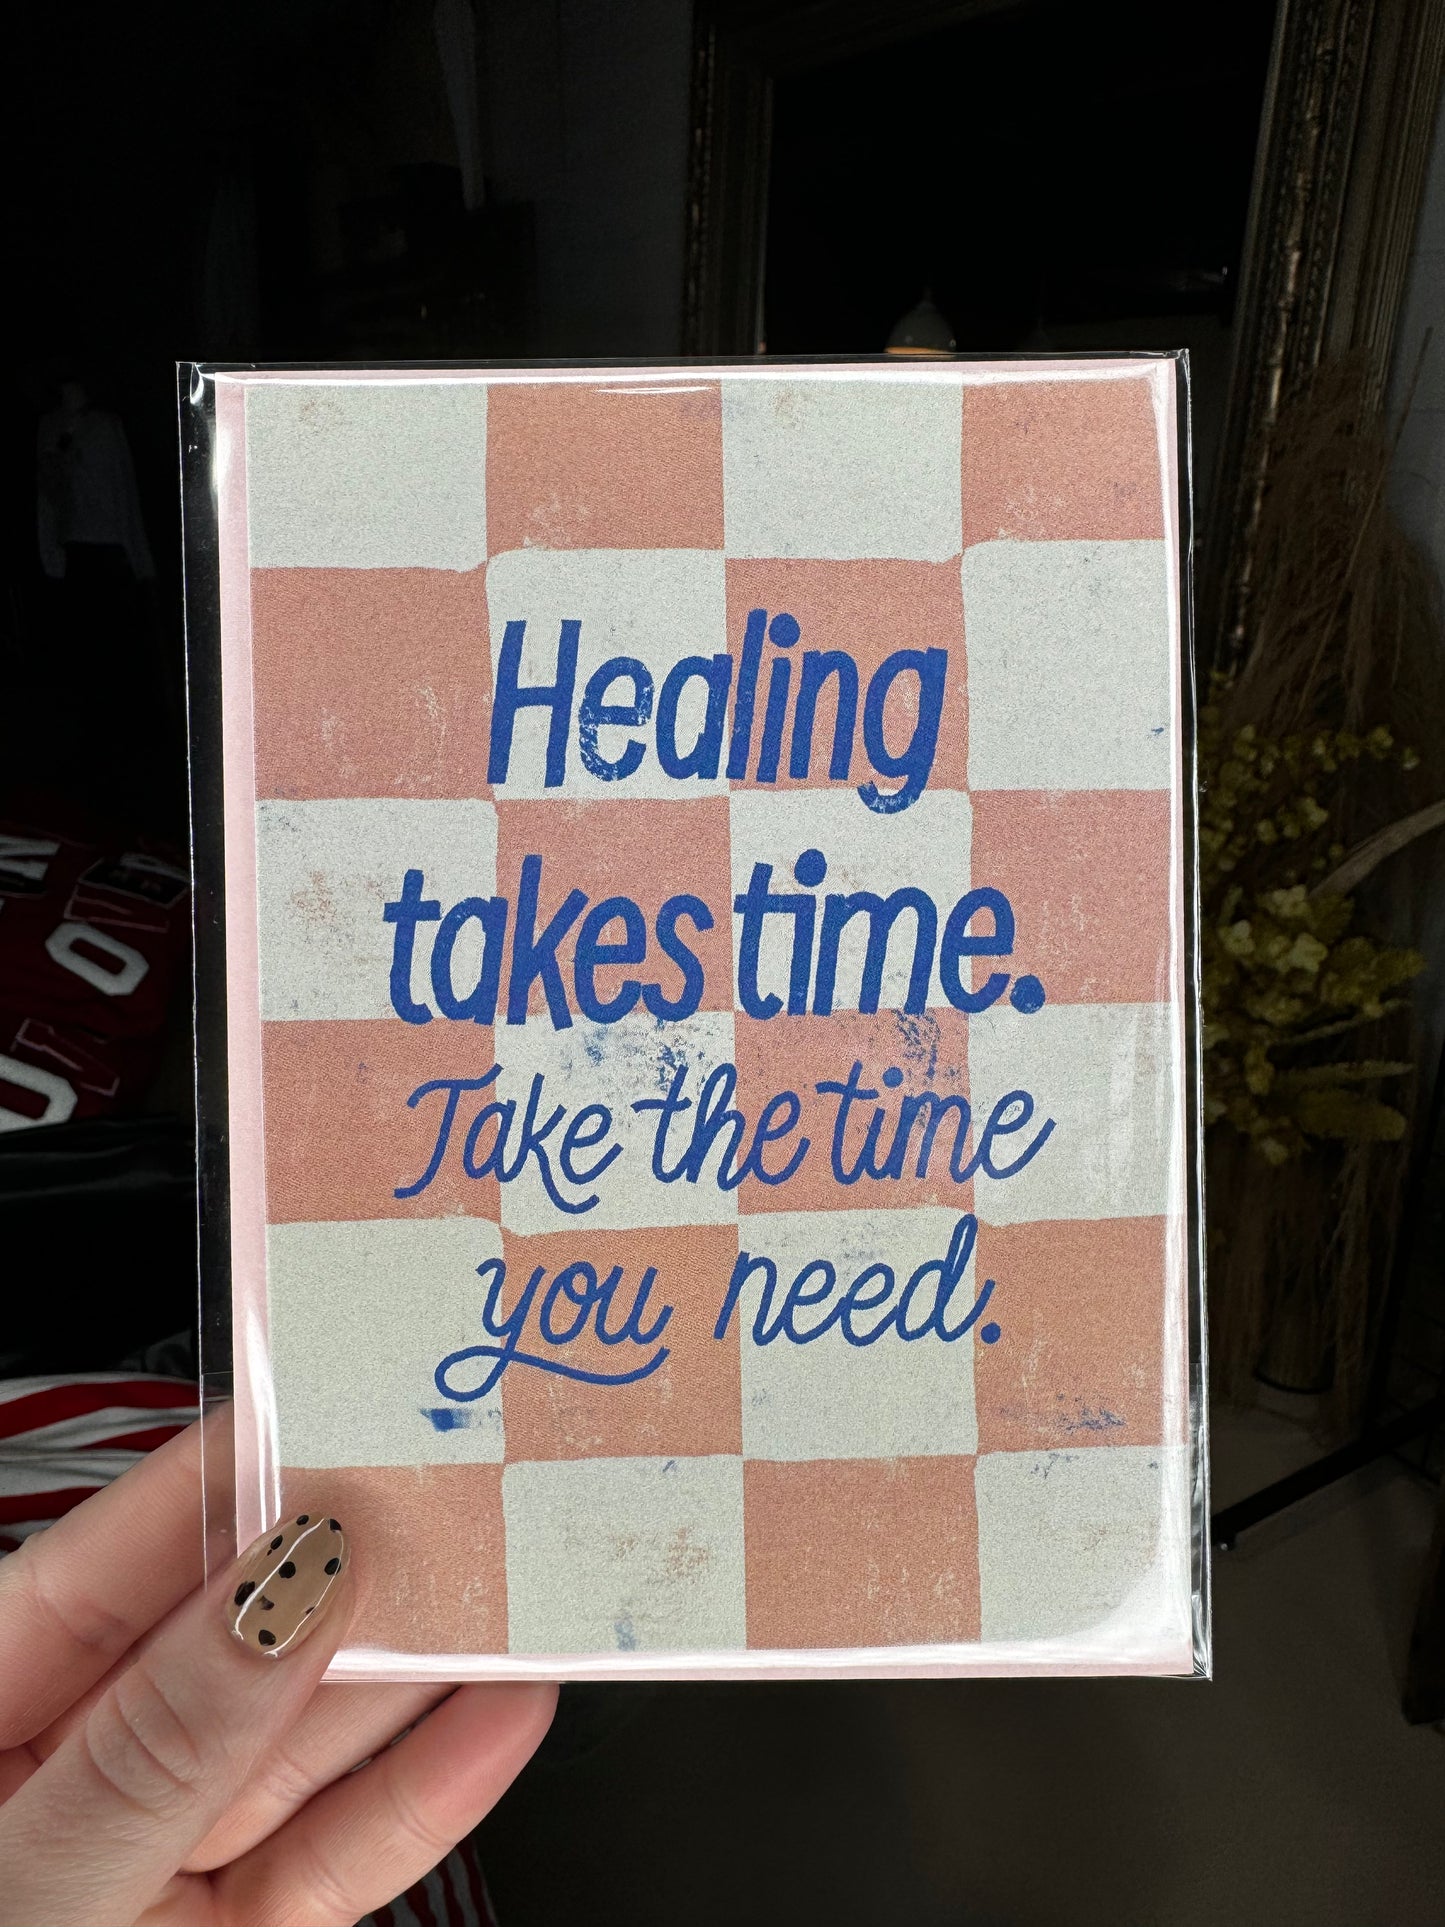 Healing
takes time.
Take the time
you need.